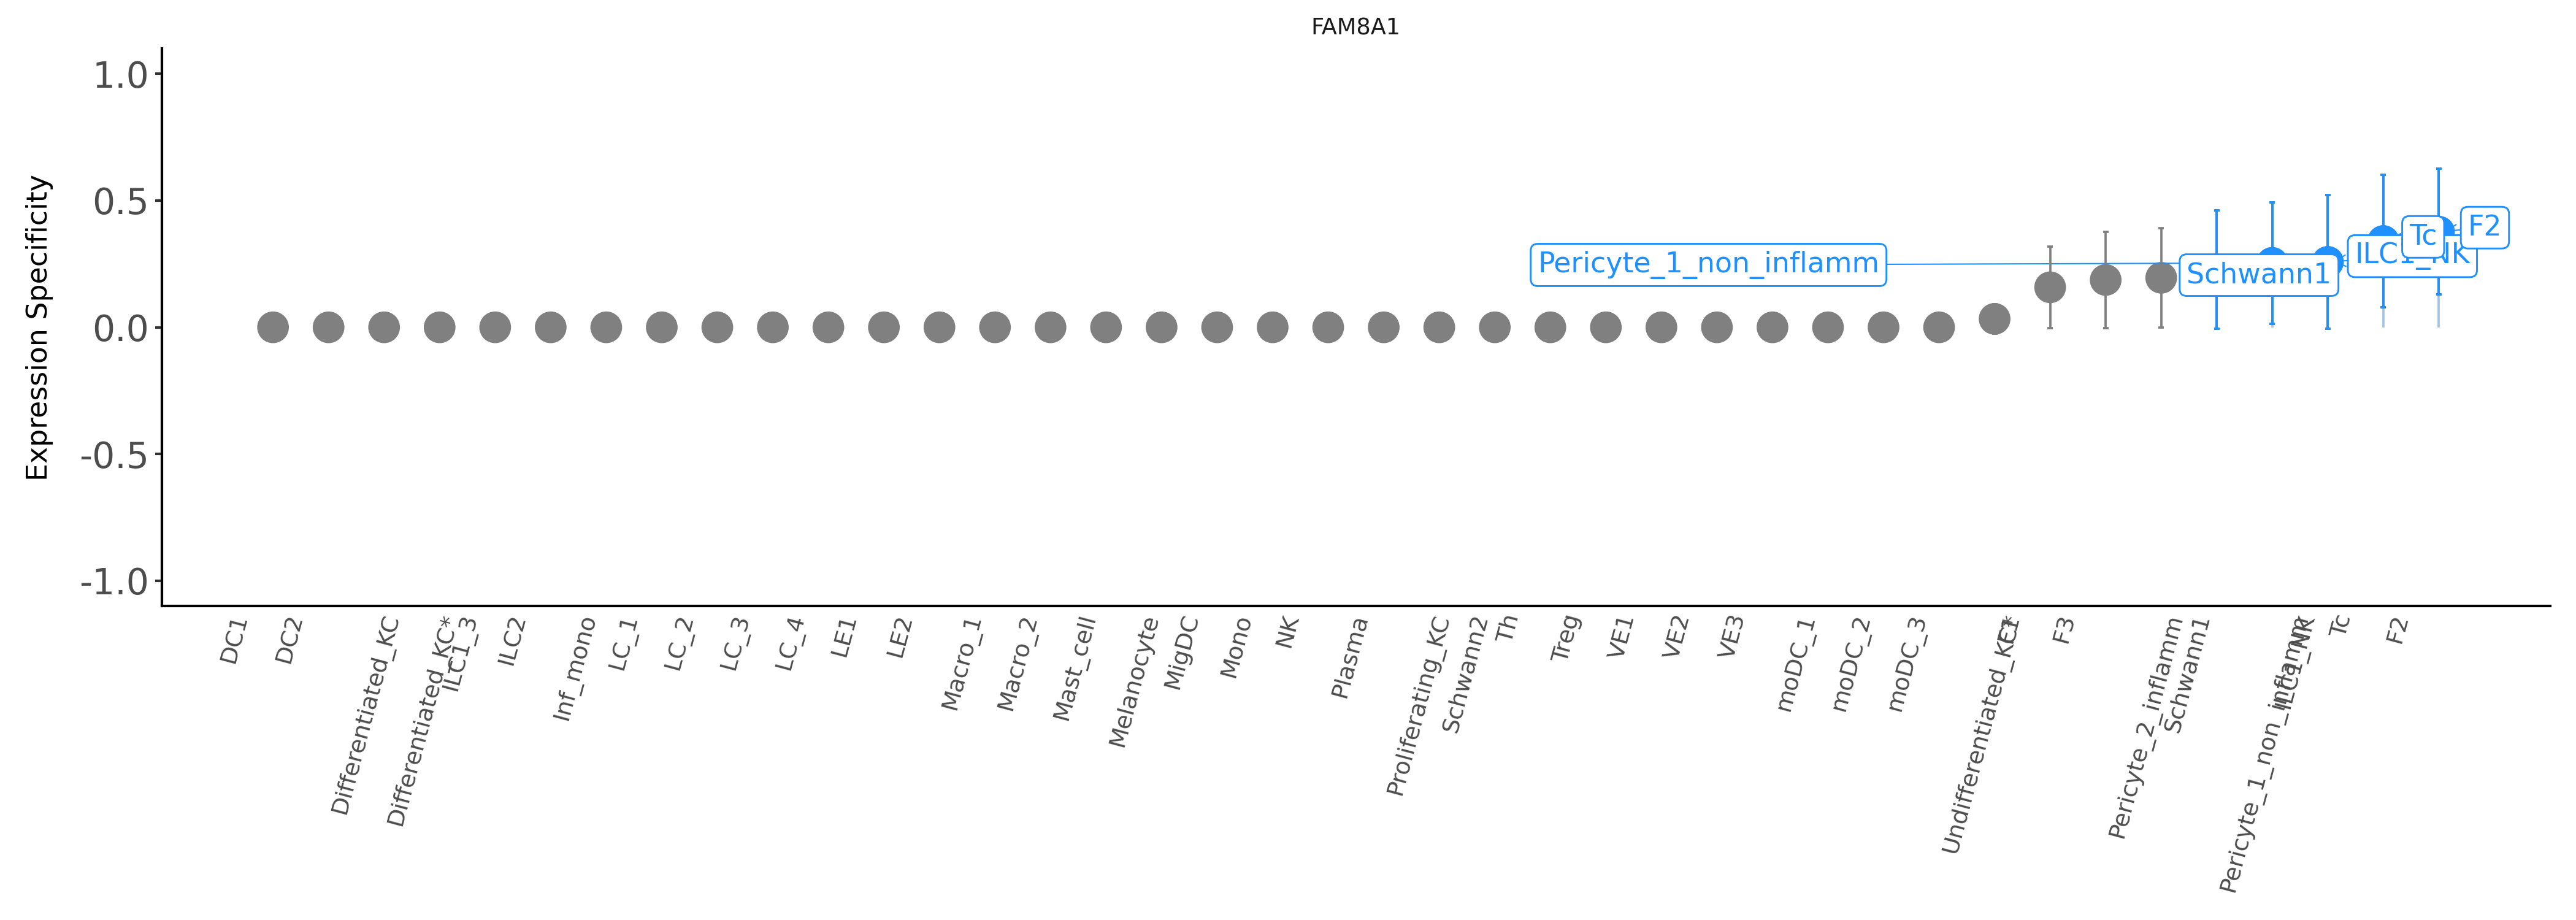 FAM8A1
Expression Specificity
1.0
0.5
0.0
-0.5
-1.0
Pericyte_1_non_inflamm
Schwann1
ILC1_NK
Tc
F2
DC1
DC2
Differentiated_KC
Differentiated_KC*
ILC1_3
ILC2
Inf_mono
LC_1
LC_2
LC_3
LC_4
LE1
LE2
Macro_1
Macro_2
Mast_cell
Melanocyte
MigDC
Mono
NK
Plasma
Proliferating_KC
Schwann2
Th
Treg
VE1
VE2
VE3
moDC_1
moDC_2
moDC_3
Undifferentiated_KC*
F1
F3
Pericyte_2_inflamm
Schwann1
Pericyte_1_non_inflamm
ILC1_NK
Tc
F2